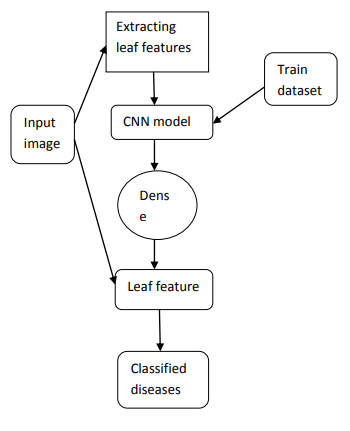 Extracting
leaf features
Train
dataset
Input
image
CNN model
Dens
e
Leaf feature
Classified
diseases